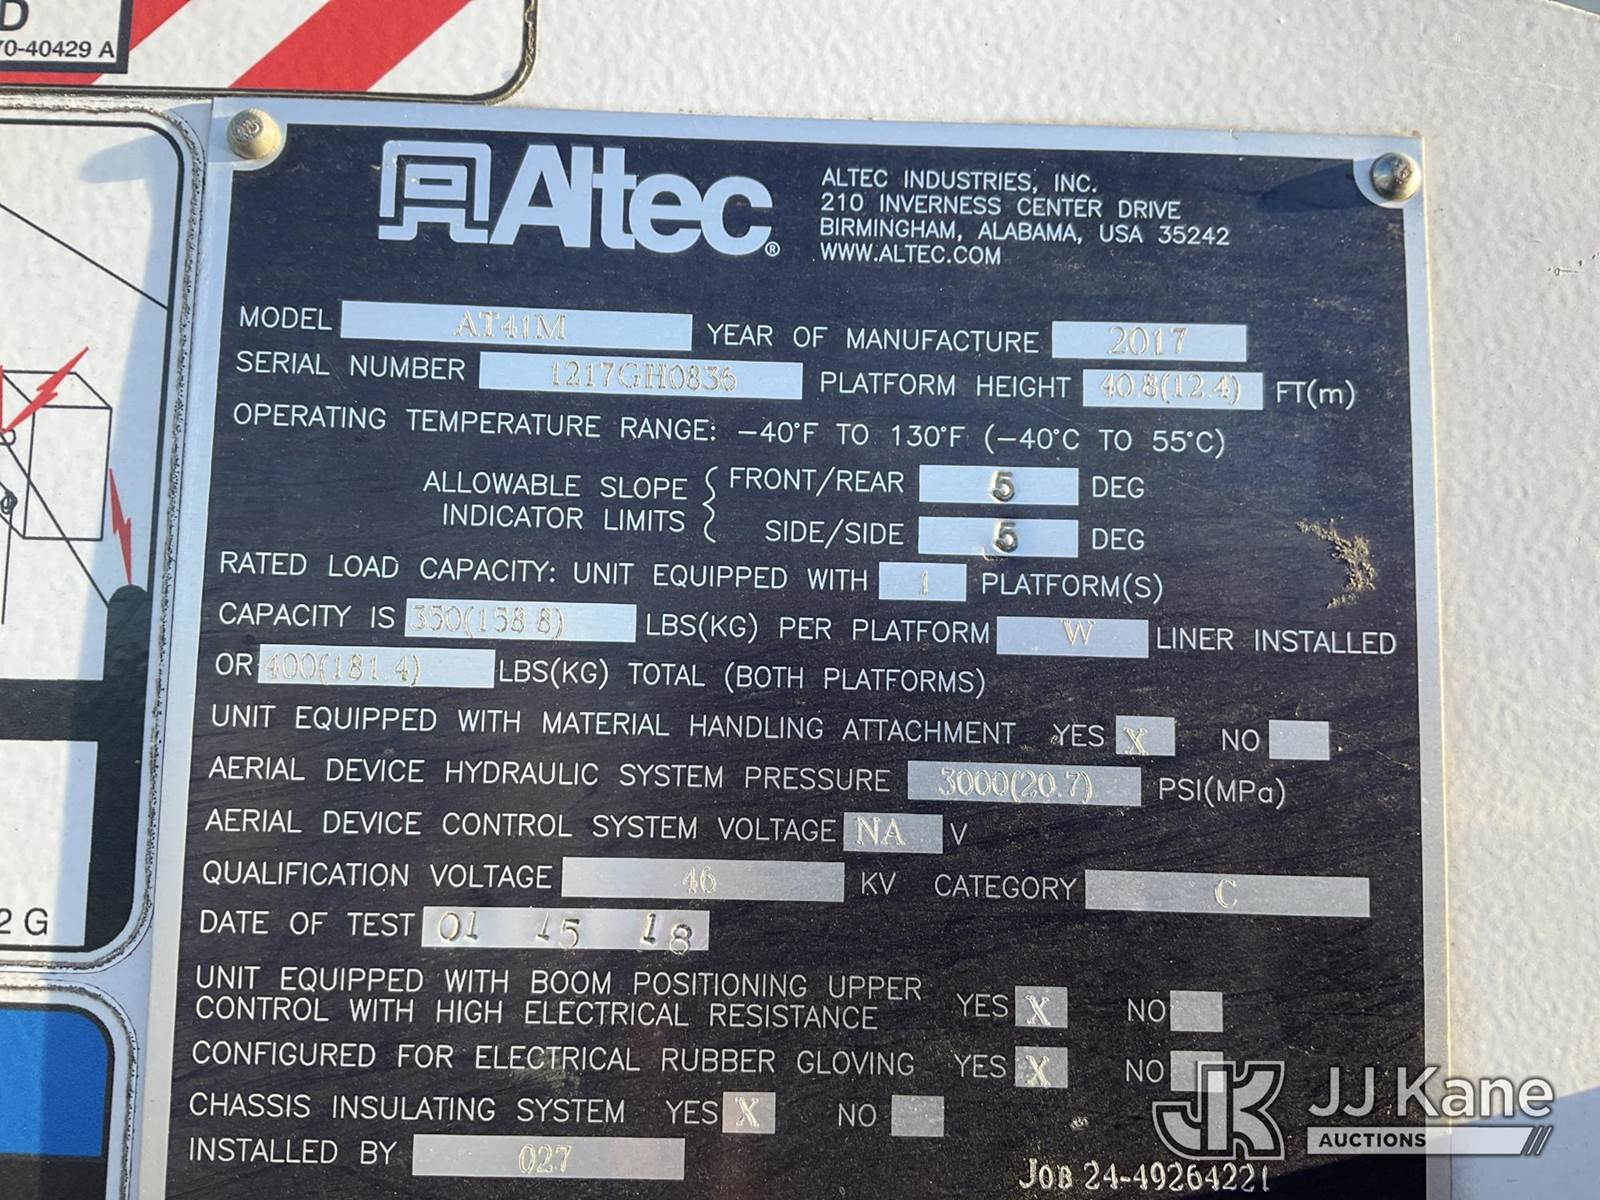 D
70-40429 A
Altec®
ALTEC INDUSTRIES, INC.
210 INVERNESS CENTER DRIVE
BIRMINGHAM, ALABAMA, USA 35242
WWW.ALTEC.COM
MODEL AT41M YEAR OF MANUFACTURE 2017
SERIAL NUMBER 1217GH0836 PLATFORM HEIGHT 40.8(12.4) FT(m)
OPERATING TEMPERATURE RANGE: -40°F TO 130°F (-40°C TO 55°C)
ALLOWABLE SLOPE { FRONT/REAR 5 DEG
INDICATOR LIMITS SIDE/SIDE 5 DEG
RATED LOAD CAPACITY: UNIT EQUIPPED WITH 1 PLATFORM(S)
CAPACITY IS 350(158.8) LBS(KG) PER PLATFORM W LINER INSTALLED
OR 400(181.4) LBS(KG) TOTAL (BOTH PLATFORMS)
UNIT EQUIPPED WITH MATERIAL HANDLING ATTACHMENT YES X NO
AERIAL DEVICE HYDRAULIC SYSTEM PRESSURE 3000(20.7) PSI(MPa)
AERIAL DEVICE CONTROL SYSTEM VOLTAGE NA V
QUALIFICATION VOLTAGE 46 KV CATEGORY C
DATE OF TEST 01 15 18
UNIT EQUIPPED WITH BOOM POSITIONING UPPER
CONTROL WITH HIGH ELECTRICAL RESISTANCE YES X NO
CONFIGURED FOR ELECTRICAL RUBBER GLOVING YES X NO
CHASSIS INSULATING SYSTEM YES X NO
INSTALLED BY 027
2 G
JOB 24-49264221
JK JJ Kane
AUCTIONS